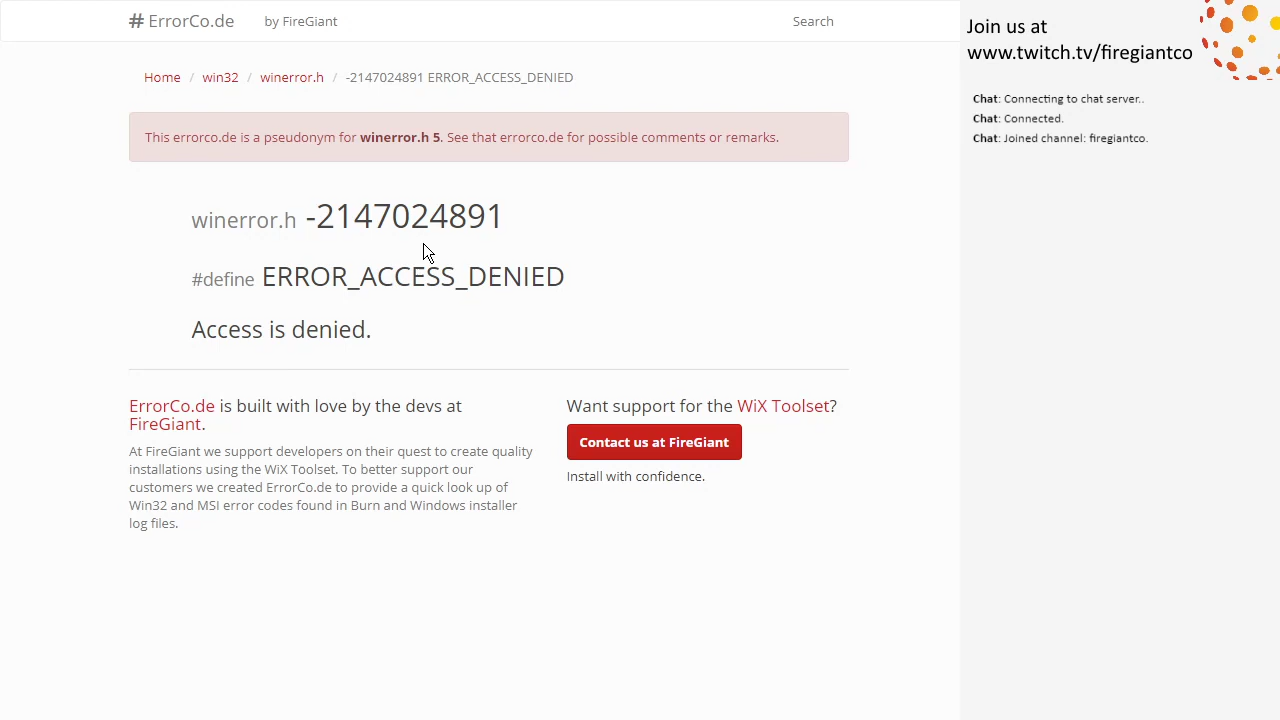 # ErrorCo.de by FireGiant Search
Home / win32 / winerror.h / -2147024891 ERROR_ACCESS_DENIED
This errorco.de is a pseudonym for winerror.h 5. See that errorco.de for possible comments or remarks.
winerror.h -2147024891
#define ERROR_ACCESS_DENIED
Access is denied.
ErrorCo.de is built with love by the devs at
FireGiant.
At FireGiant we support developers on their quest to create quality
installations using the WiX Toolset. To better support our
customers we created ErrorCo.de to provide a quick look up of
Win32 and MSI error codes found in Burn and Windows installer
log files.
Want support for the WiX Toolset?
Contact us at FireGiant
Install with confidence.
Join us at
www.twitch.tv/firegiantco
Chat: Connecting to chat server..
Chat: Connected.
Chat: Joined channel: firegiantco.